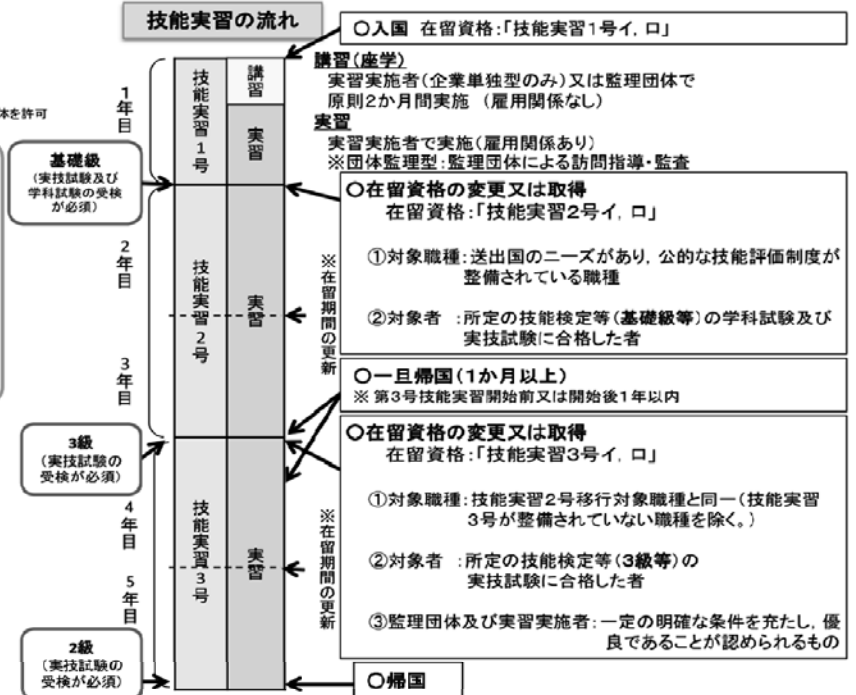 技能実習の流れ
○入国 在留資格：「技能実習１号イ，ロ」
講習（座学）
実習実施者（企業単独型のみ）又は監理団体で
原則２か月間実施 （雇用関係なし）
実習
実習実施者で実施（雇用関係あり）
※団体監理型：監理団体による訪問指導・監査
体を許可
1年目
技能実習1号
講習
実習
基礎級
（実技試験及び
学科試験の受検
が必須）
○在留資格の変更又は取得
在留資格：「技能実習２号イ，ロ」
①対象職種：送出国のニーズがあり，公的な技能評価制度が
整備されている職種
②対象者 ：所定の技能検定等（基礎級等）の学科試験及び
実技試験に合格した者
2年目
技能実習2号
実習
※在留期間の更新
3年目
○一旦帰国（１か月以上）
※ 第３号技能実習開始前又は開始後１年以内
3級
（実技試験の
受検が必須）
○在留資格の変更又は取得
在留資格：「技能実習３号イ，ロ」
①対象職種：技能実習２号移行対象職種と同一（技能実習
３号が整備されていない職種を除く。）
②対象者 ：所定の技能検定等（３級等）の
実技試験に合格した者
③監理団体及び実習実施者：一定の明確な条件を充たし，優
良であることが認められるもの
4年目
技能実習3号
実習
※在留期間の更新
5年目
2級
（実技試験の
受検が必須）
○帰国